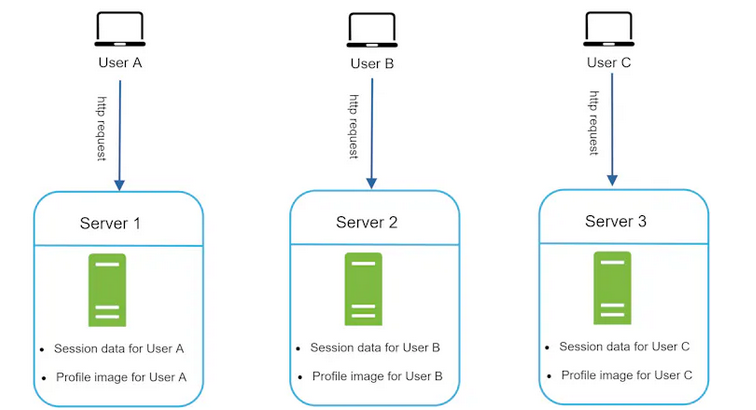 User A
User B
User C
http request
http request
http request
Server 1
Server 2
Server 3
• Session data for User A
• Profile image for User A
• Session data for User B
• Profile image for User B
• Session data for User C
• Profile image for User C